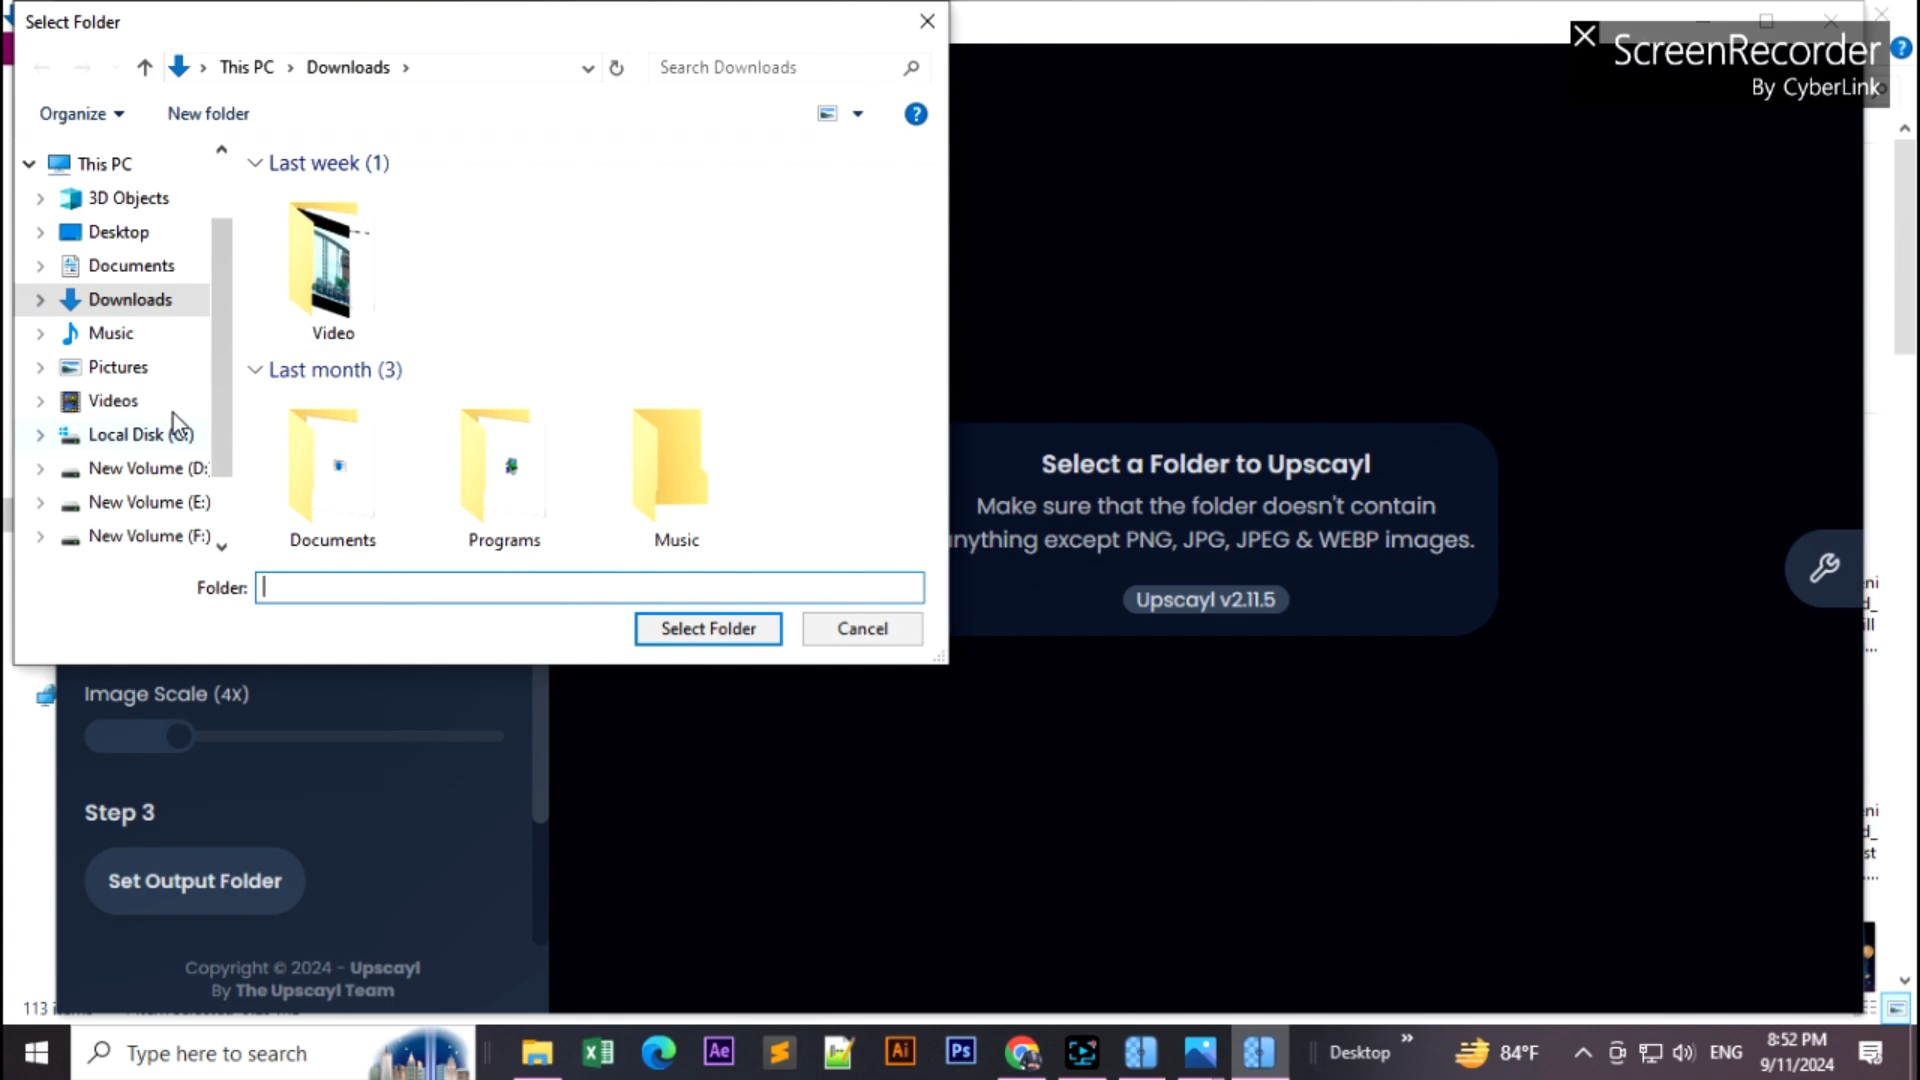 Select Folder
ScreenRecorder
By CyberLink
This PC
Downloads
Search Downloads
Organize
New folder
This PC
3D Objects
Desktop
Documents
Downloads
Music
Pictures
Videos
Local Disk
New Volume (D:
New Volume (E:)
New Volume (F:)
Last week (1)
Video
Last month (3)
Documents
Programs
Music
Folder:
Select Folder
Cancel
Select a Folder to Upscayl
Make sure that the folder doesn't contain
nything except PNG, JPG, JPEG & WEBP images.
Upscayl v2.11.5
Image Scale (4X)
Step 3
Set Output Folder
Copyright © 2024 - Upscayl
By The Upscayl Team
113
Type here to search
Ae
Ai
Ps
Desktop
84°F
ENG
8:52 PM
9/11/2024